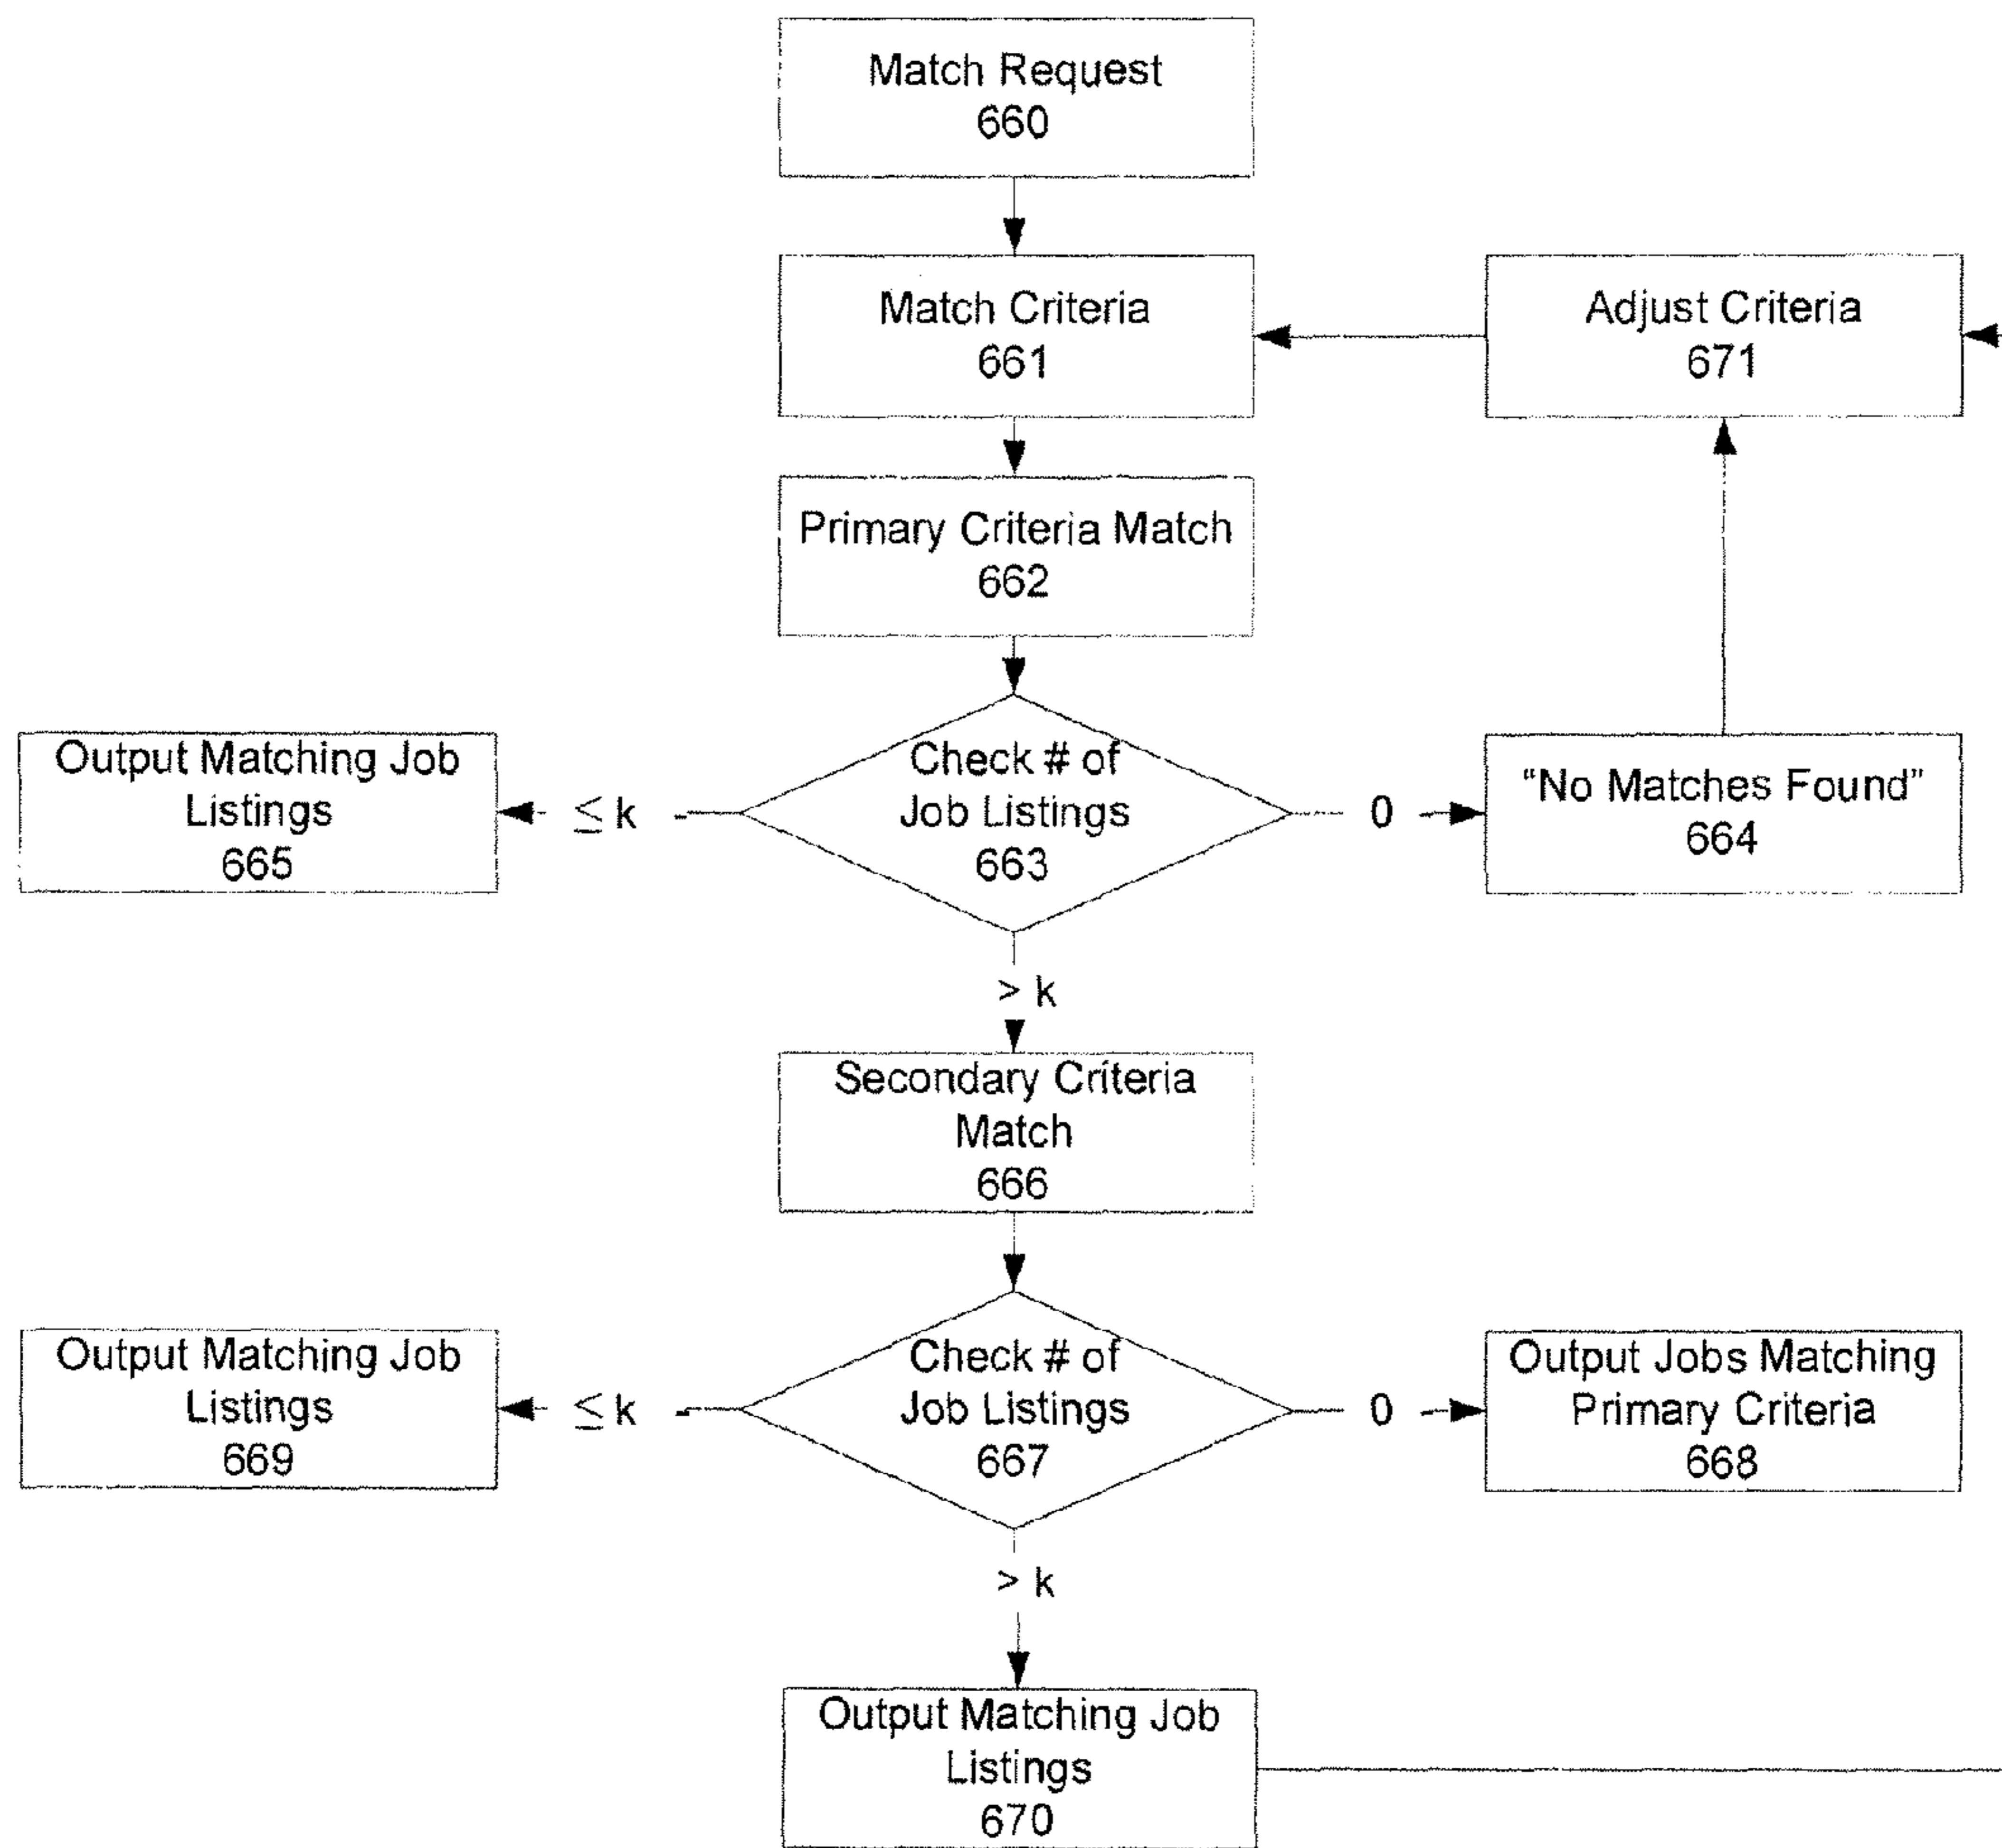 Match Request
660
Match Criteria
661
Adjust Criteria
671
Primary Criteria Match
662
Output Matching Job
Listings
665
≤ k
Check # of
Job Listings
663
0
“No Matches Found”
664
> k
Secondary Criteria
Match
666
Output Matching Job
Listings
669
≤ k
Check # of
Job Listings
667
0
Output Jobs Matching
Primary Criteria
668
> k
Output Matching Job
Listings
670